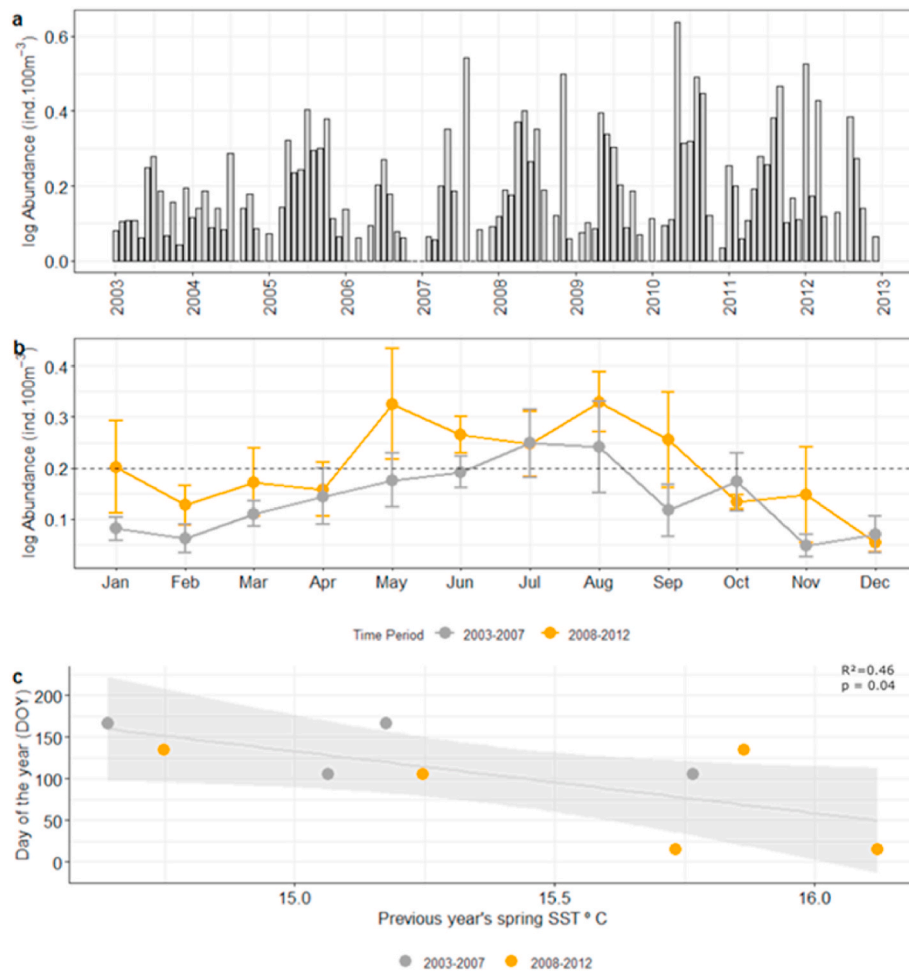 a
log Abundance (ind.100m⁻³)
0.6
0.4
0.2
0.0
2003
2004
2005
2006
2007
2008
2009
2010
2011
2012
2013
b
log Abundance (ind.100m⁻³)
0.4
0.3
0.2
0.1
Jan Feb Mar Apr May Jun Jul Aug Sep Oct Nov Dec
Time Period 2003-2007 2008-2012
c
R²=0.46
p = 0.04
Day of the year (DOY)
200
150
100
50
0
15.0 15.5 16.0
Previous year's spring SST º C
2003-2007 2008-2012